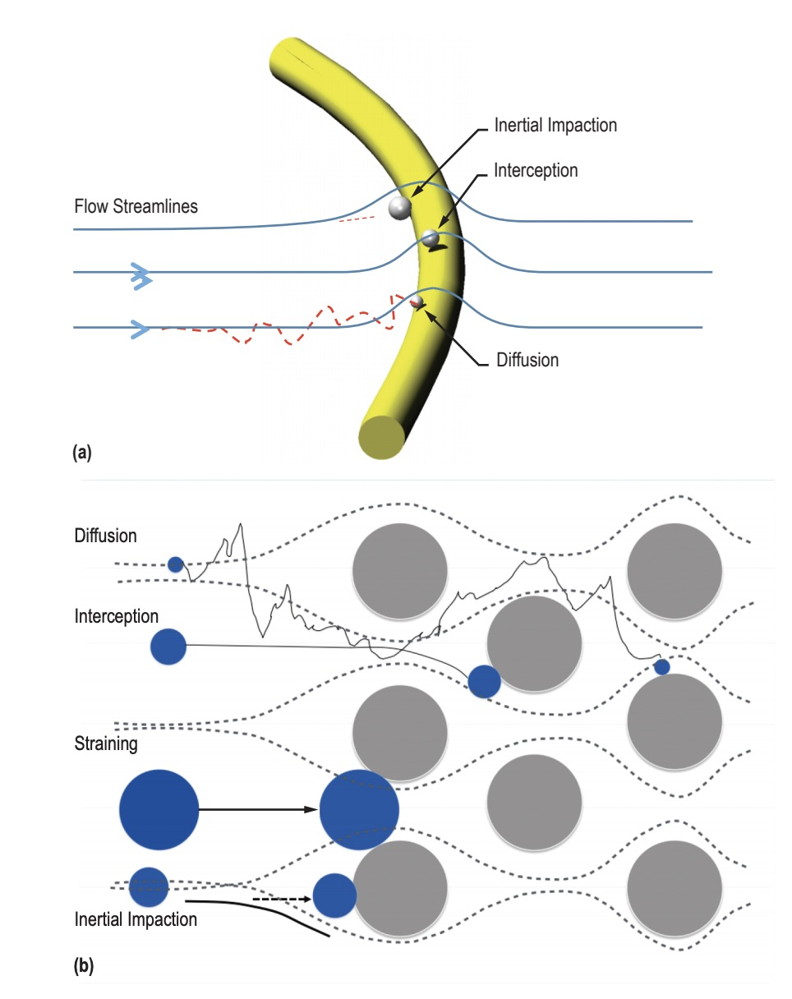 Inertial Impaction
Interception
Flow Streamlines
Diffusion
(a)
Diffusion
Interception
Straining
Inertial Impaction
(b)